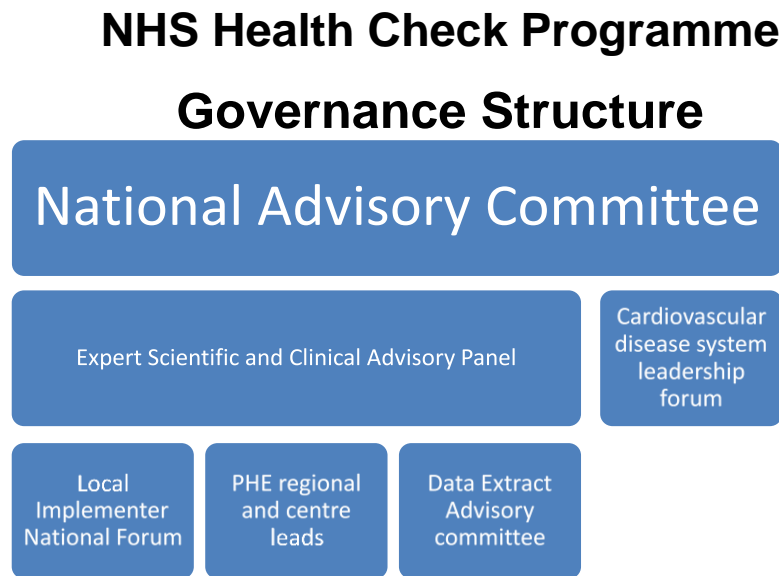 NHS Health Check Programme
Governance Structure
National Advisory Committee
Expert Scientific and Clinical Advisory Panel
Cardiovascular
disease system
leadership
forum
Local
Implementer
National Forum
PHE regional
and centre
leads
Data Extract
Advisory
committee